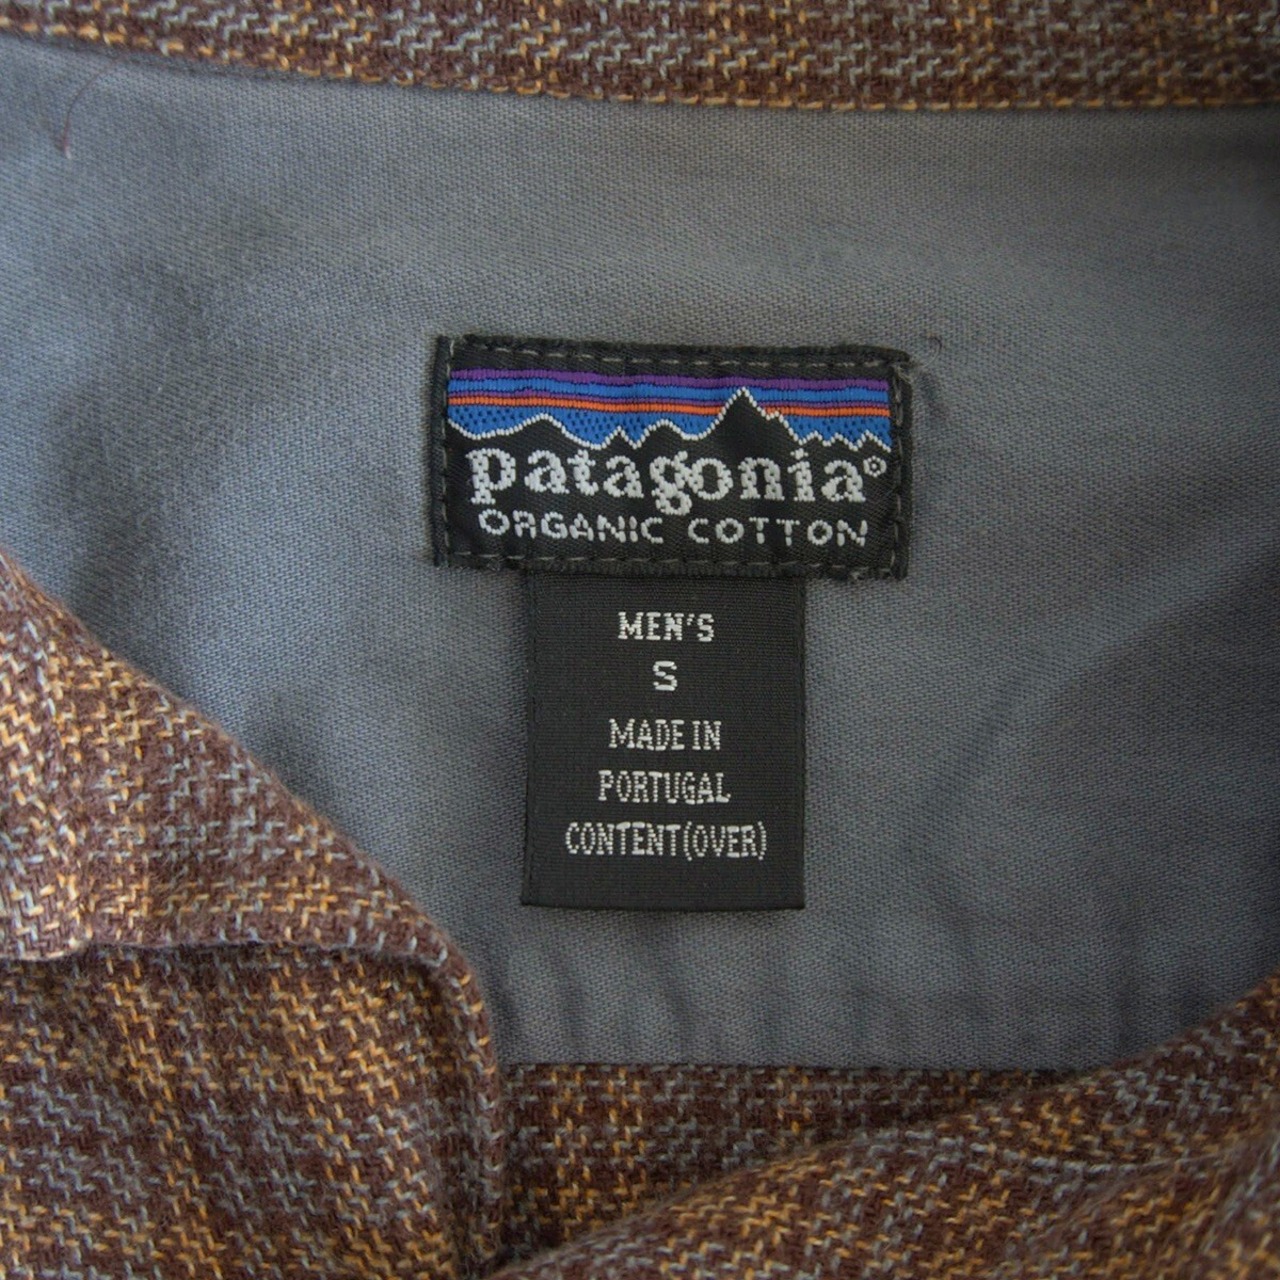 patagonia®
ORGANIC COTTON
MEN'S
S
MADE IN
PORTUGAL
CONTENT(OVER)